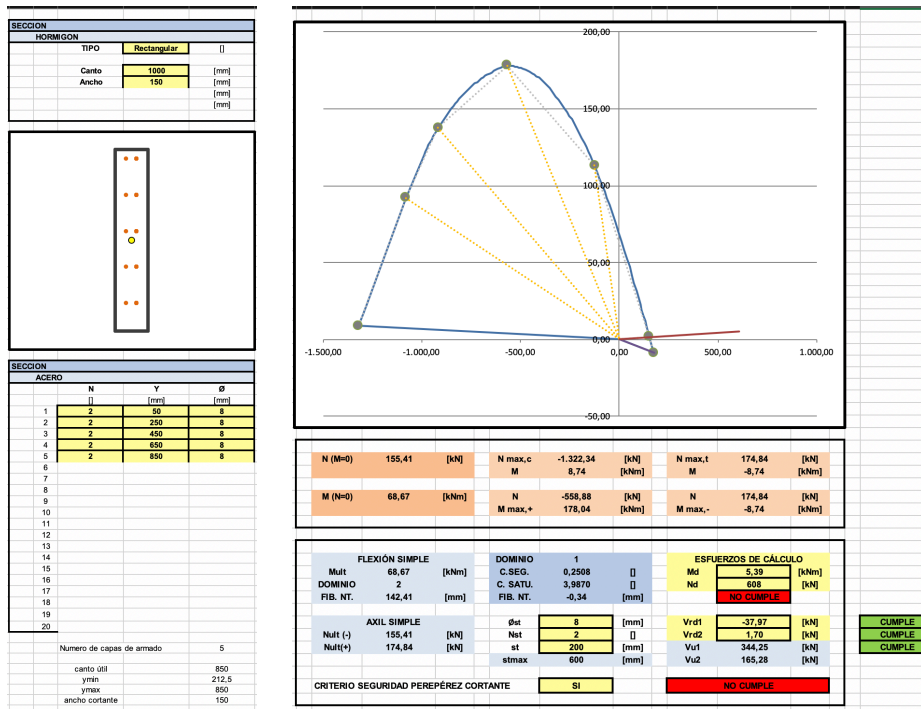 SECCION
HORMIGON
TIPO Rectangular []
Canto 1000 [mm]
Ancho 150 [mm]
[mm]
[mm]
SECCION
ACERO
N Y Ø
[] [mm] [mm]
1 2 50 8
2 2 250 8
3 2 450 8
4 2 650 8
5 2 850 8
6
7
8
9
10
11
12
13
14
15
16
17
18
19
20
Numero de capas de armado 5
canto útil 850
ymin 212,5
ymax 850
ancho cortante 150
200,00
150,00
100,00
50,00
0,00
-50,00
-1.500,00 -1.000,00 -500,00 0,00 500,00 1.000,00
N (M=0) 155,41 [kN] N max,c -1.322,34 [kN] N max,t 174,84 [kN]
M 8,74 [kNm] M -8,74 [kNm]
M (N=0) 68,67 [kNm] N -558,88 [kN] N 174,84 [kN]
M max,+ 178,04 [kNm] M max,- -8,74 [kNm]
FLEXIÓN SIMPLE DOMINIO 1 ESFUERZOS DE CÁLCULO
Mult 68,67 [kNm] C.SEG. 0,2508 [] Md 5,39 [kNm]
DOMINIO 2 C. SATU. 3,9870 [] Nd 608 [kN]
FIB. NT. 142,41 [mm] FIB. NT. -0,34 [mm] NO CUMPLE
AXIL SIMPLE Øst 8 [mm] Vrd1 -37,97 [kN] CUMPLE
Nult (-) 155,41 [kN] Nst 2 [] Vrd2 1,70 [kN] CUMPLE
Nult(+) 174,84 [kN] st 200 [mm] Vu1 344,25 [kN] CUMPLE
stmax 600 [mm] Vu2 165,28 [kN]
CRITERIO SEGURIDAD PEREPÉREZ CORTANTE SI NO CUMPLE